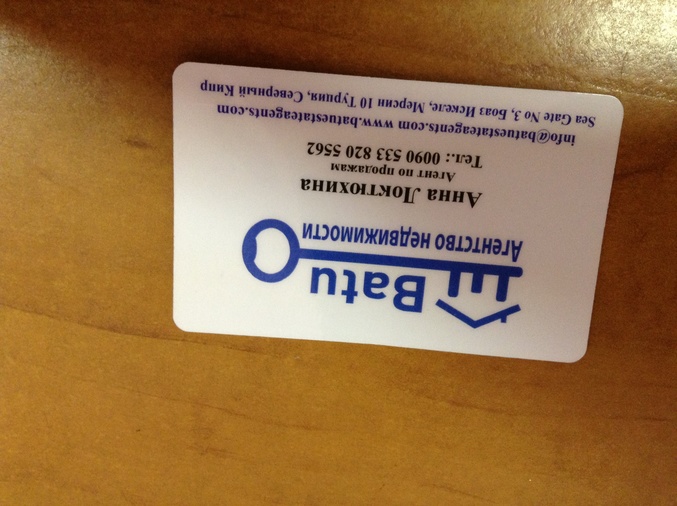 Batu
Агентство недвижимости
Анна Локтюхина
Агент по продажам
Тел.: 0090 533 820 5562
info@batuestateagents.com www.batuestateagents.com
Sea Gate No 3, Боаз Искеле, Мерсин 10 Турция, Северный Кипр